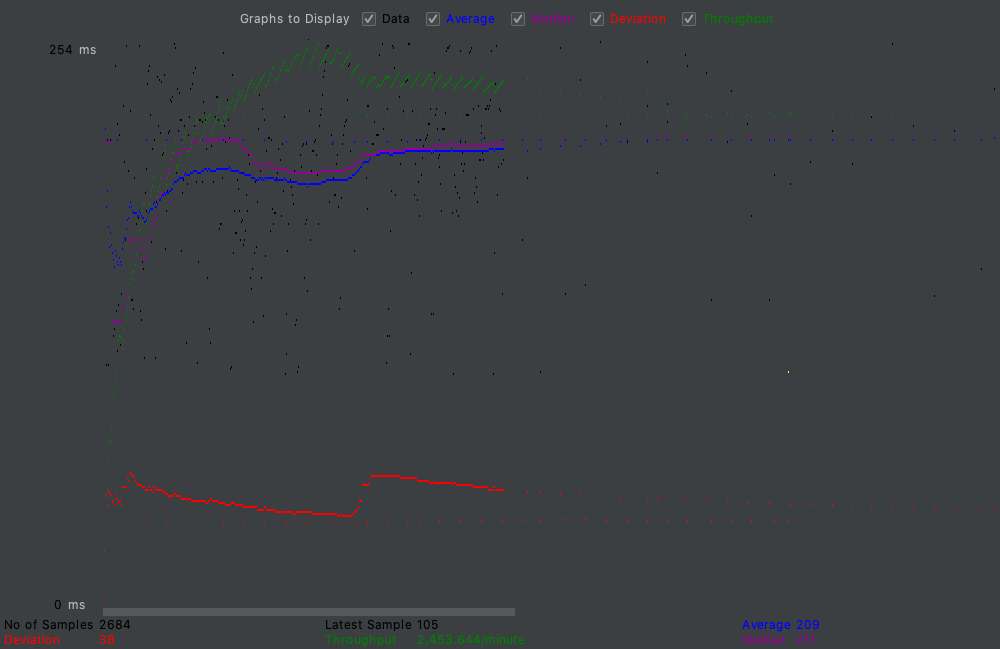 Graphs to Display Data Average Median Deviation Throughput
254 ms
0 ms
No of Samples 2684 Latest Sample 105 Average 209
Deviation 38 Throughput 2,453.644/minute Median